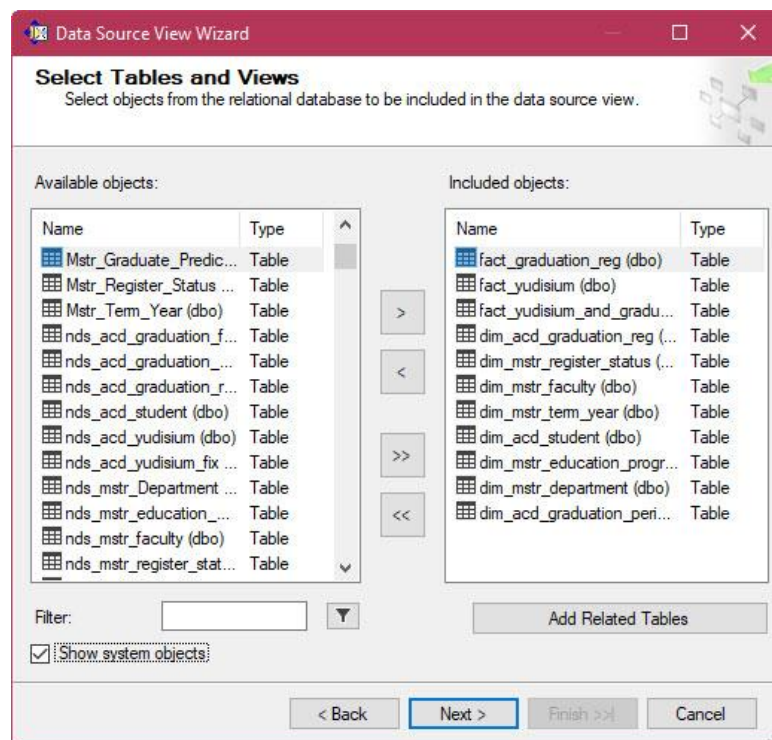 Data Source View Wizard
Select Tables and Views
Select objects from the relational database to be included in the data source view.
Available objects:
Name Type
Mstr_Graduate_Predic... Table
Mstr_Register_Status ... Table
Mstr_Term_Year (dbo) Table
nds_acd_graduation_f... Table
nds_acd_graduation_... Table
nds_acd_graduation_r... Table
nds_acd_student (dbo) Table
nds_acd_yudisium (dbo) Table
nds_acd_yudisium_fix ... Table
nds_mstr_Department ... Table
nds_mstr_education_... Table
nds_mstr_faculty (dbo) Table
nds_mstr_register_stat... Table
>
<
>>
<<
Included objects:
Name Type
fact_graduation_reg (dbo) Table
fact_yudisium (dbo) Table
fact_yudisium_and_gradu... Table
dim_acd_graduation_reg (... Table
dim_mstr_register_status (... Table
dim_mstr_faculty (dbo) Table
dim_mstr_term_year (dbo) Table
dim_acd_student (dbo) Table
dim_mstr_education_progr... Table
dim_mstr_department (dbo) Table
dim_acd_graduation_peri... Table
Filter:
Add Related Tables
Show system objects
< Back Next > Finish >>| Cancel